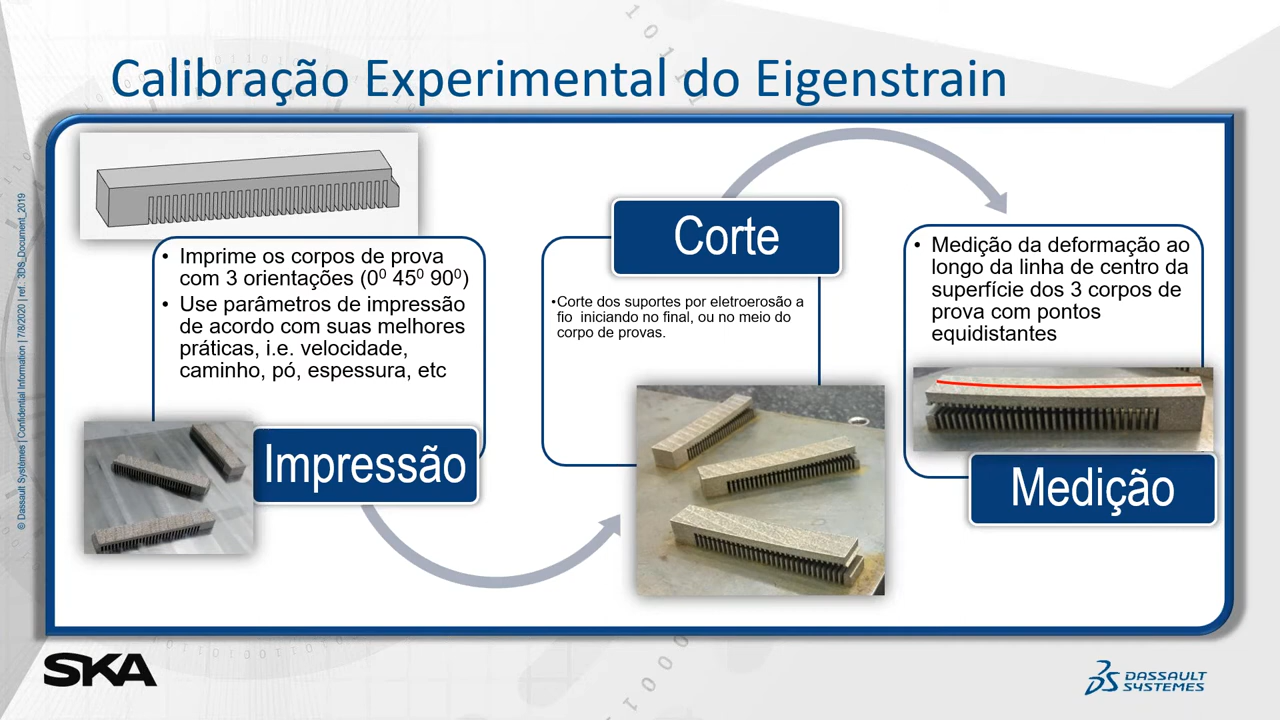 Calibração Experimental do Eigenstrain
• Imprime os corpos de prova
com 3 orientações (0⁰ 45⁰ 90⁰)
• Use parâmetros de impressão
de acordo com suas melhores
práticas, i.e. velocidade,
caminho, pó, espessura, etc
Impressão
Corte
•Corte dos suportes por eletroerosão a
fio iniciando no final, ou no meio do
corpo de provas.
• Medição da deformação ao
longo da linha de centro da
superfície dos 3 corpos de
prova com pontos
equidistantes
Medição
© Dassault Systèmes | Confidential Information | 7/8/2020 | ref.: 3DS_Document_2019
SKA
3DS DASSAULT
SYSTEMES